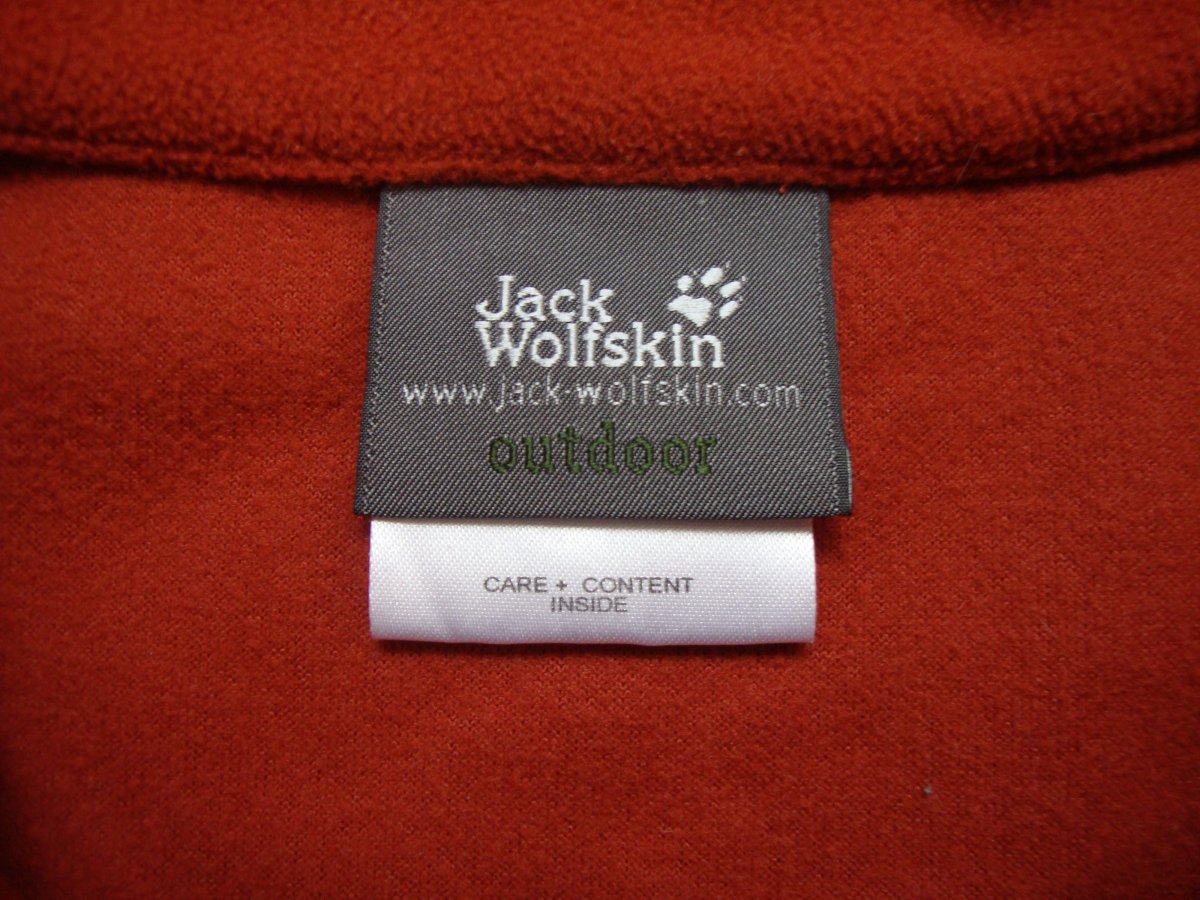 Jack
Wolfskin
www.jack-wolfskin.com
outdoor
CARE + CONTENT
INSIDE